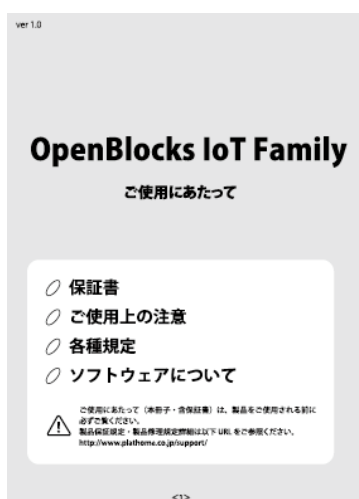 ver 1.0
OpenBlocks IoT Family
ご使用にあたって
保証書
ご使用上の注意
各種規定
ソフトウェアについて
ご使用にあたって（本冊子・含保証書）は、製品をご使用される前に
必ずご覧ください。
製品保証規定・製品修理規定詳細は以下 URL をご参照ください。
http://www.plathome.co.jp/support/
<1>